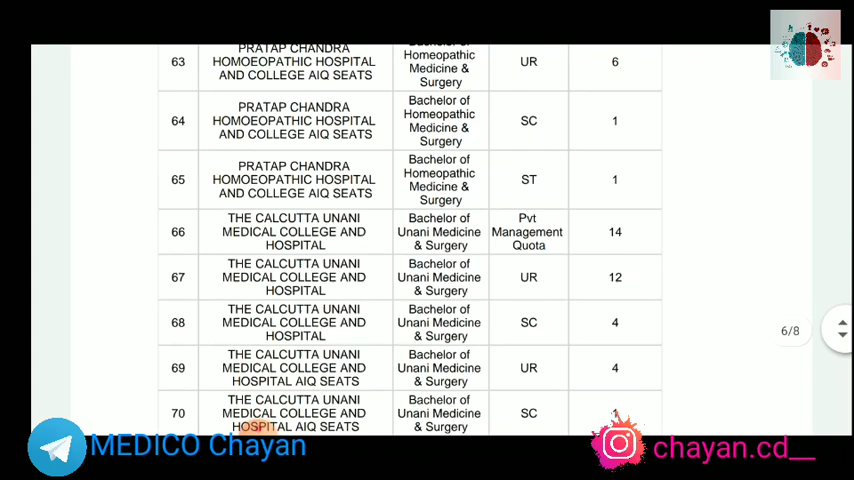 PRATAP CHANDRA
63 HOMOEOPATHIC HOSPITAL
AND COLLEGE AIQ SEATS
Bachelor of
Homeopathic
Medicine &
Surgery
UR
6
64
PRATAP CHANDRA
HOMOEOPATHIC HOSPITAL
AND COLLEGE AIQ SEATS
Bachelor of
Homeopathic
Medicine &
Surgery
SC
1
65
PRATAP CHANDRA
HOMOEOPATHIC HOSPITAL
AND COLLEGE AIQ SEATS
Bachelor of
Homeopathic
Medicine &
Surgery
ST
1
66
THE CALCUTTA UNANI
MEDICAL COLLEGE AND
HOSPITAL
Bachelor of
Unani Medicine
& Surgery
Pvt
Management
Quota
14
67
THE CALCUTTA UNANI
MEDICAL COLLEGE AND
HOSPITAL
Bachelor of
Unani Medicine
& Surgery
UR
12
68
THE CALCUTTA UNANI
MEDICAL COLLEGE AND
HOSPITAL
Bachelor of
Unani Medicine
& Surgery
SC
4
69
THE CALCUTTA UNANI
MEDICAL COLLEGE AND
HOSPITAL AIQ SEATS
Bachelor of
Unani Medicine
& Surgery
UR
4
70
THE CALCUTTA UNANI
MEDICAL COLLEGE AND
HOSPITAL AIQ SEATS
Bachelor of
Unani Medicine
& Surgery
SC
1
6/8
MEDICO Chayan
chayan.cd__